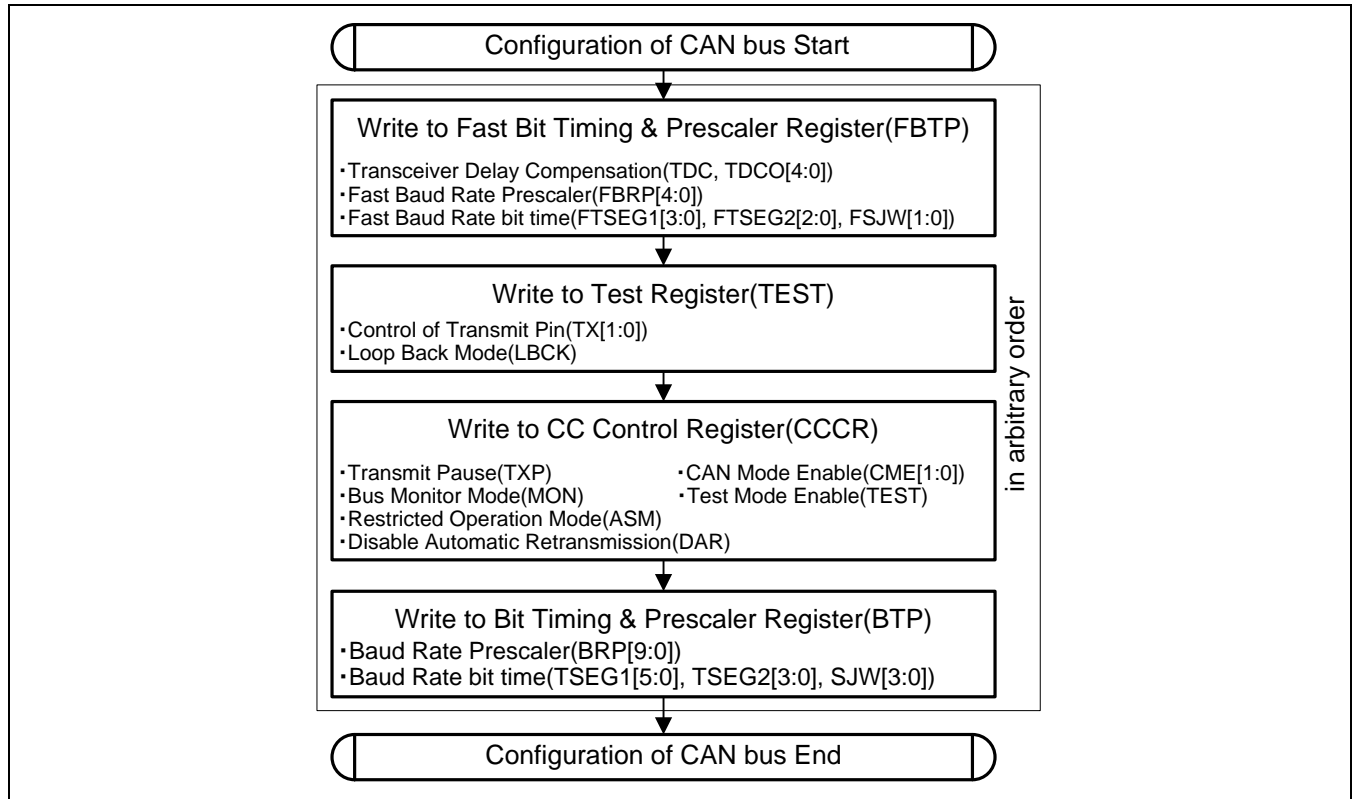 Configuration of CAN bus Start
Write to Fast Bit Timing & Prescaler Register(FBTP)
・Transceiver Delay Compensation(TDC, TDCO[4:0])
・Fast Baud Rate Prescaler(FBRP[4:0])
・Fast Baud Rate bit time(FTSEG1[3:0], FTSEG2[2:0], FSJW[1:0])
Write to Test Register(TEST)
・Control of Transmit Pin(TX[1:0])
・Loop Back Mode(LBCK)
in arbitrary order
Write to CC Control Register(CCCR)
・Transmit Pause(TXP) ・CAN Mode Enable(CME[1:0])
・Bus Monitor Mode(MON) ・Test Mode Enable(TEST)
・Restricted Operation Mode(ASM)
・Disable Automatic Retransmission(DAR)
Write to Bit Timing & Prescaler Register(BTP)
・Baud Rate Prescaler(BRP[9:0])
・Baud Rate bit time(TSEG1[5:0], TSEG2[3:0], SJW[3:0])
Configuration of CAN bus End